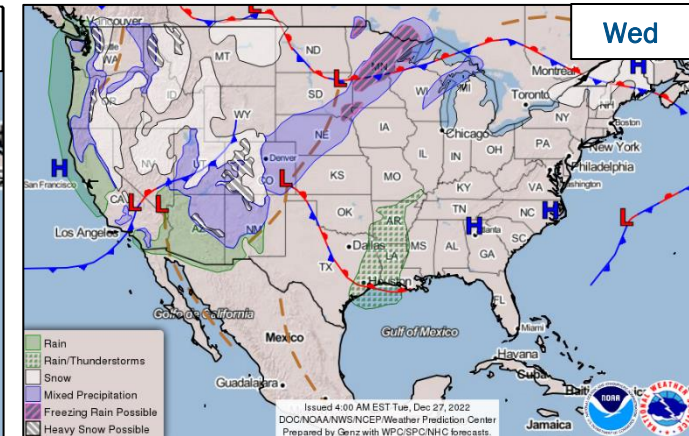 Wed
Vancouver
WA
MT
ND
MN
Montreal
OR
ID
SD
WI
MI
Toronto
NH
Boston
WY
NY
New York
Philadelphia
Washington
IA
NE
Chicago
PA
San Francisco
NV
UT
Denver
CO
IL
IN
OH
CA
KS
MO
KY
VA
Los Angeles
AZ
NM
OK
AR
TN
NC
Atlanta
SC
Dallas
MS
AL
GA
TX
LA
Houston
FL
Golfo de California
Gulf of Mexico
Miami
Mexico
Havana
Cuba
Guadalajara
Jamaica
H
H
H
H
L
L
L
L
L
L
Rain
Rain/Thunderstorms
Snow
Mixed Precipitation
Freezing Rain Possible
Heavy Snow Possible
Issued 4:00 AM EST Tue, Dec 27, 2022
DOC/NOAA/NWS/NCEP/Weather Prediction Center
Prepared by Genz with WPC/SPC/NHC forecasts.
NOAA